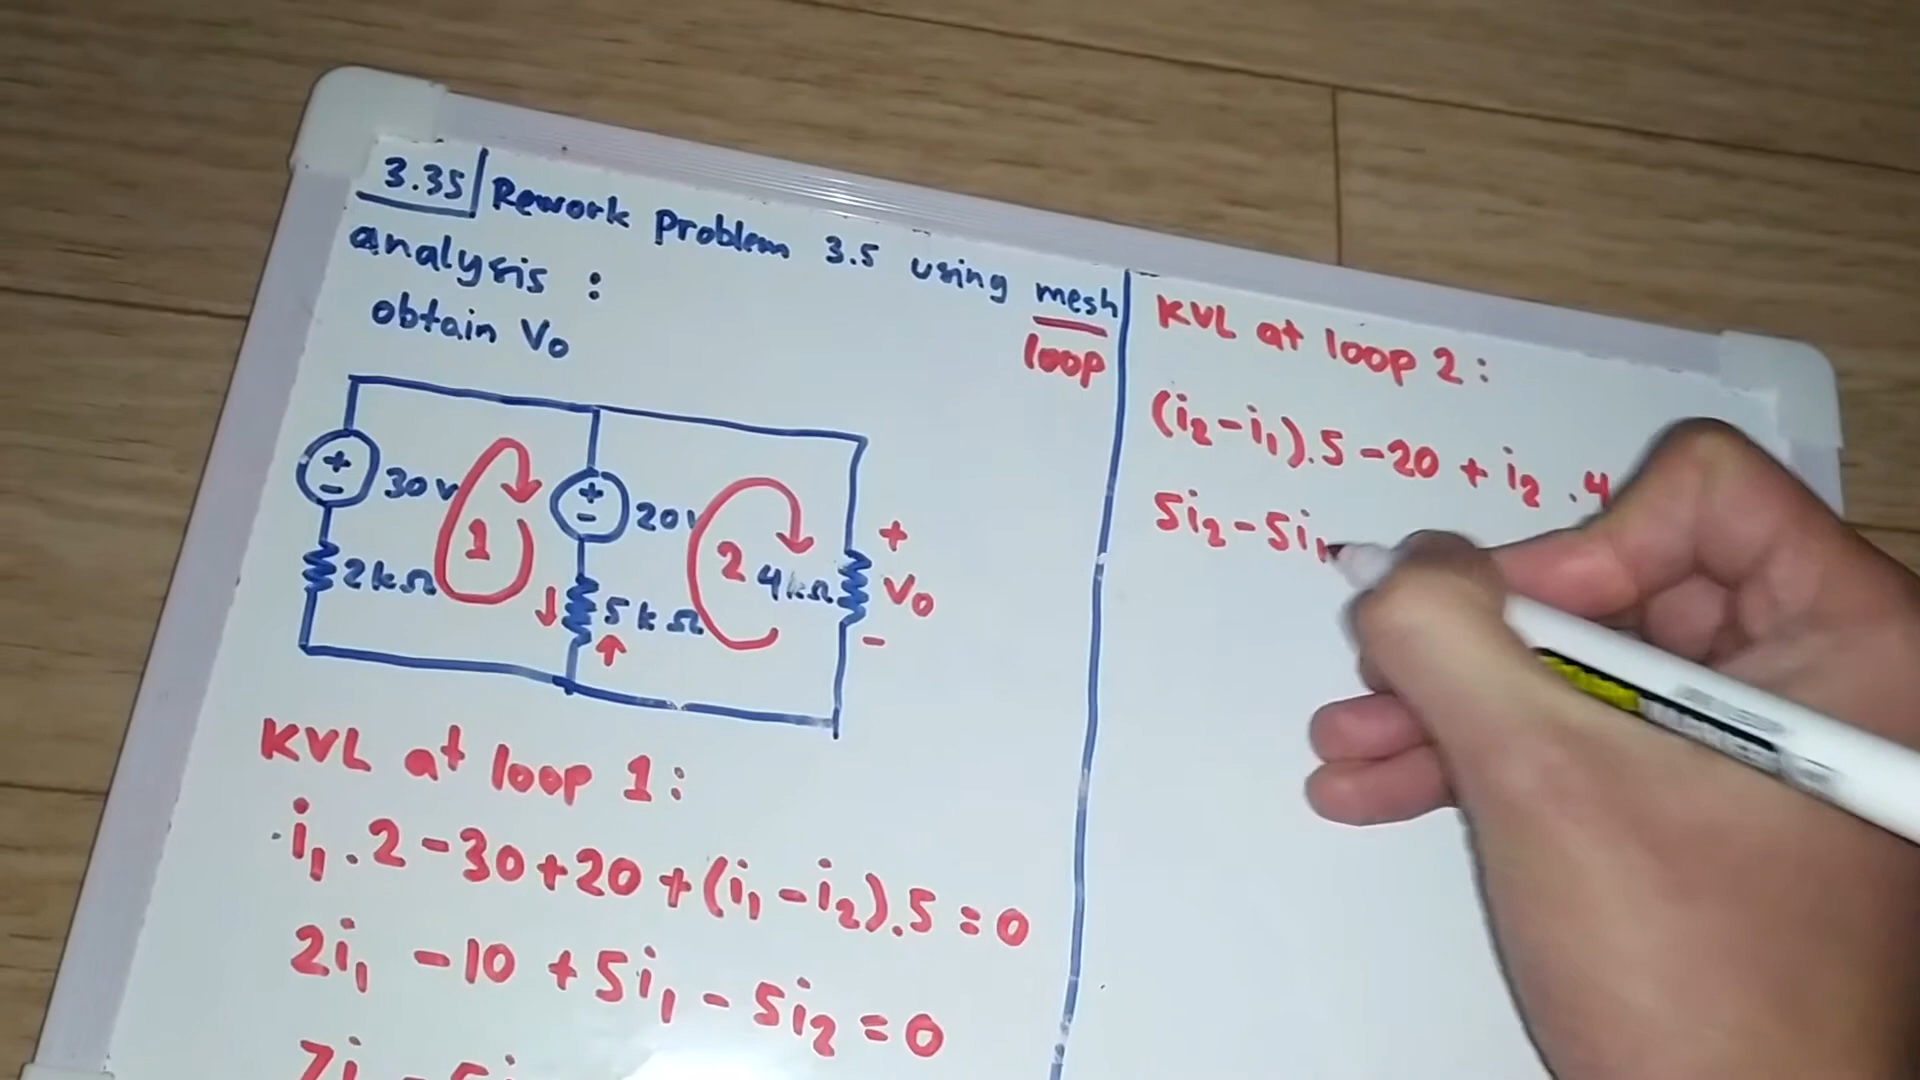 3.35 Rework Problem 3.5 using mesh
loop
analysis :
obtain Vo
+
-
30v
2kΩ
1
+
-
20v
5kΩ
2
4kΩ
+
Vo
-
KVL at loop 1:
i1 . 2 - 30 + 20 + (i1 - i2) . 5 = 0
2i1 - 10 + 5i1 - 5i2 = 0
KVL at loop 2:
(i2 - i1) . 5 - 20 + i2 . 4
5i2 - 5i1